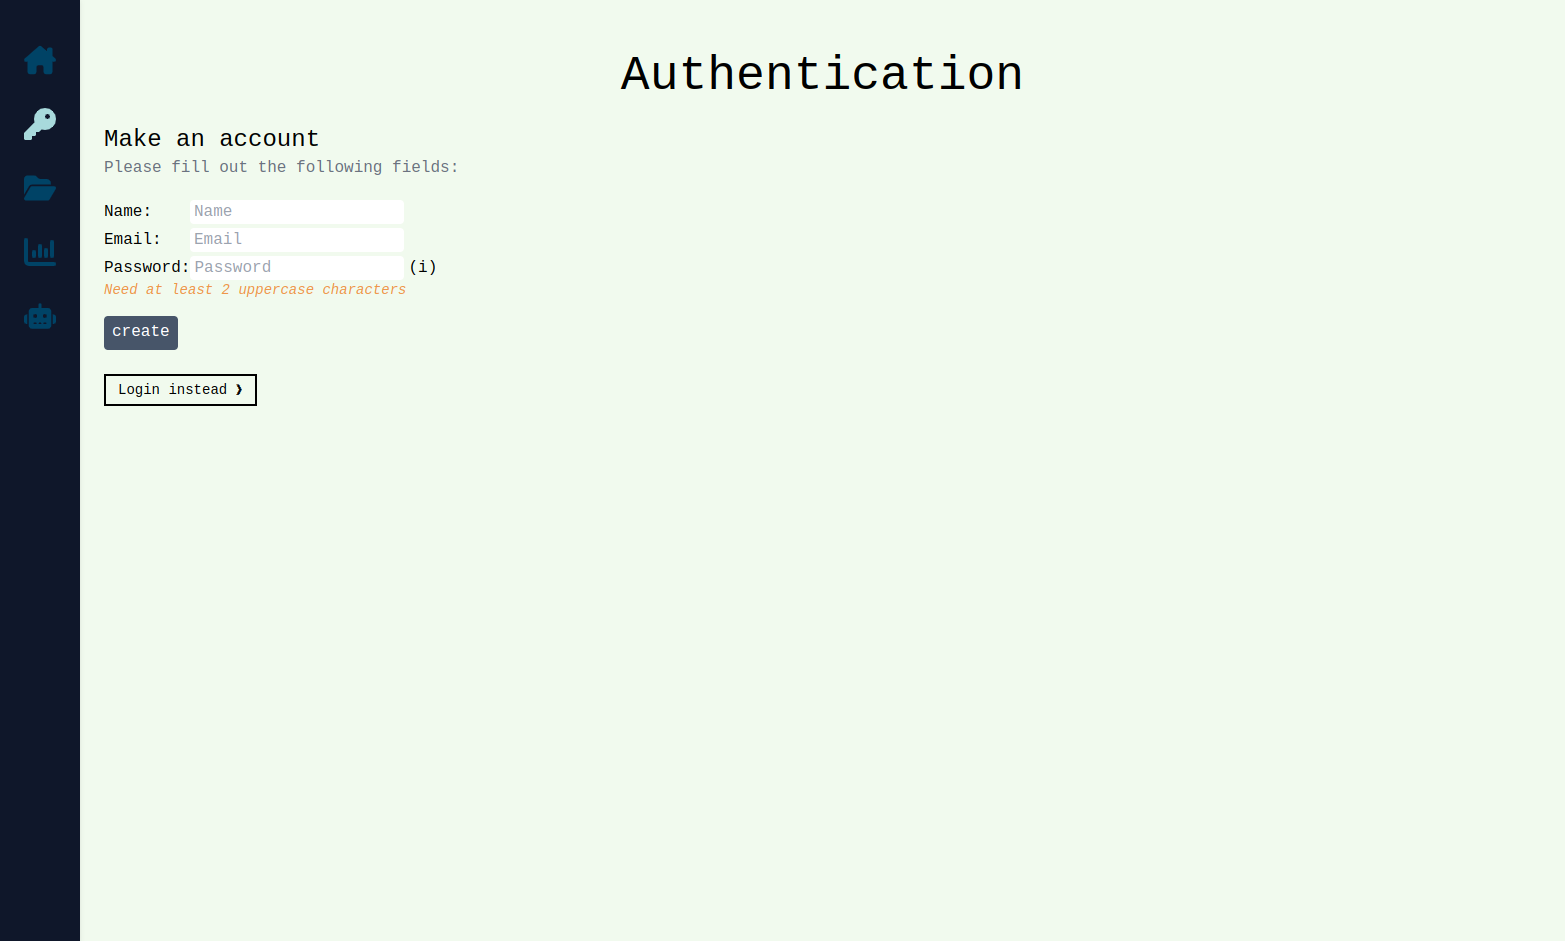 Authentication
Make an account
Please fill out the following fields:
Name: Name
Email: Email
Password: Password (i)
Need at least 2 uppercase characters
create
Login instead ❯